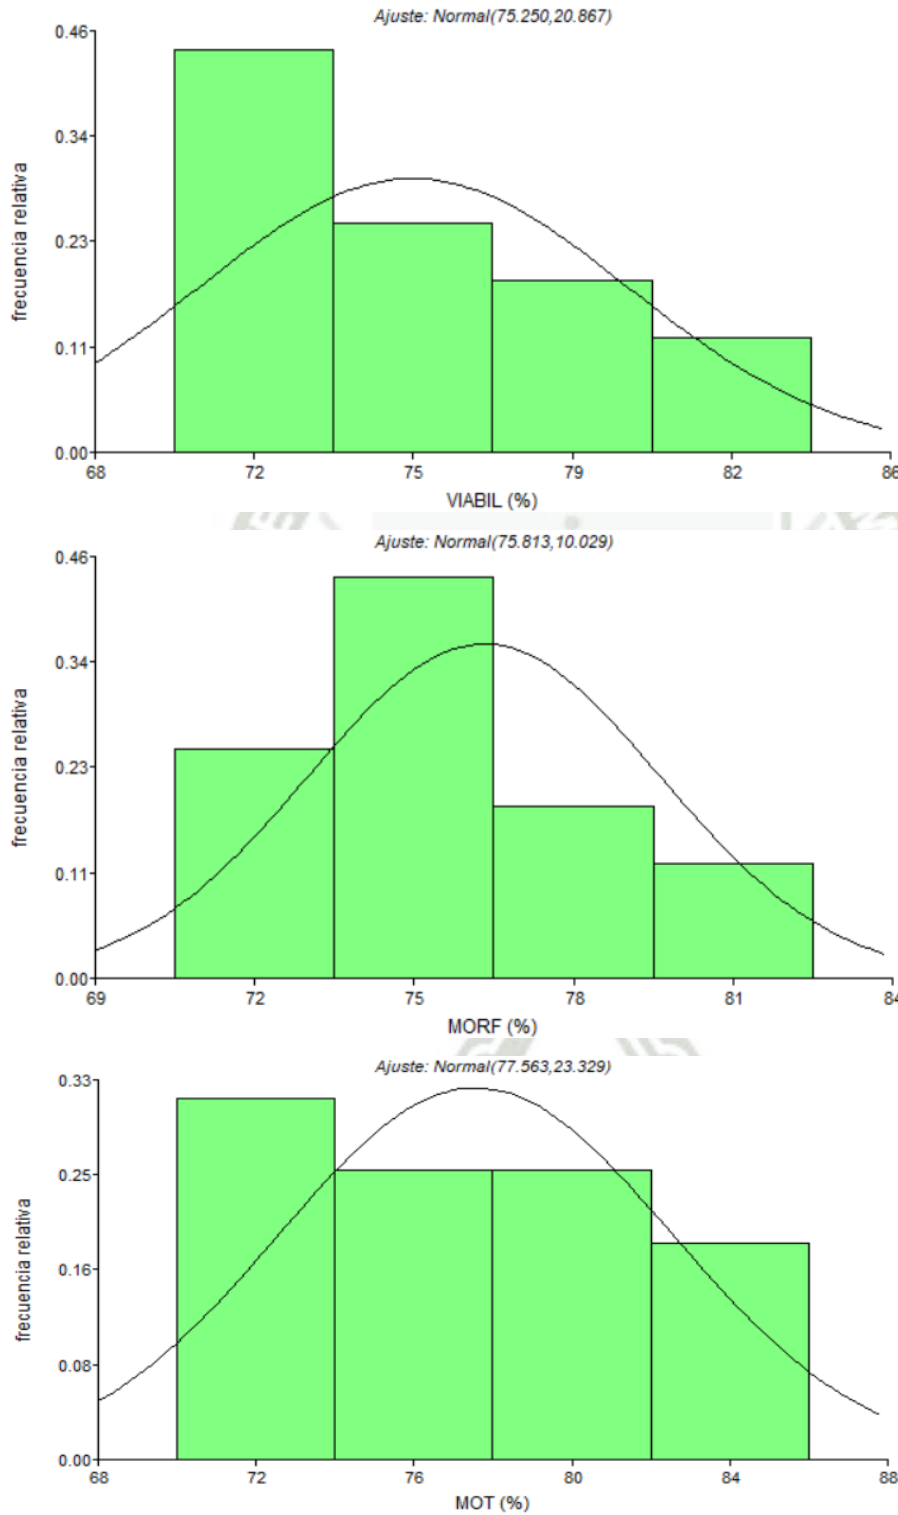 Ajuste: Normal(75.250,20.867)
0.46
0.34
0.23
0.11
0.00
frecuencia relativa
68 72 75 79 82 86
VIABIL (%)
Ajuste: Normal(75.813,10.029)
0.46
0.34
0.23
0.11
0.00
frecuencia relativa
69 72 75 78 81 84
MORF (%)
Ajuste: Normal(77.563,23.329)
0.33
0.25
0.16
0.08
0.00
frecuencia relativa
68 72 76 80 84 88
MOT (%)